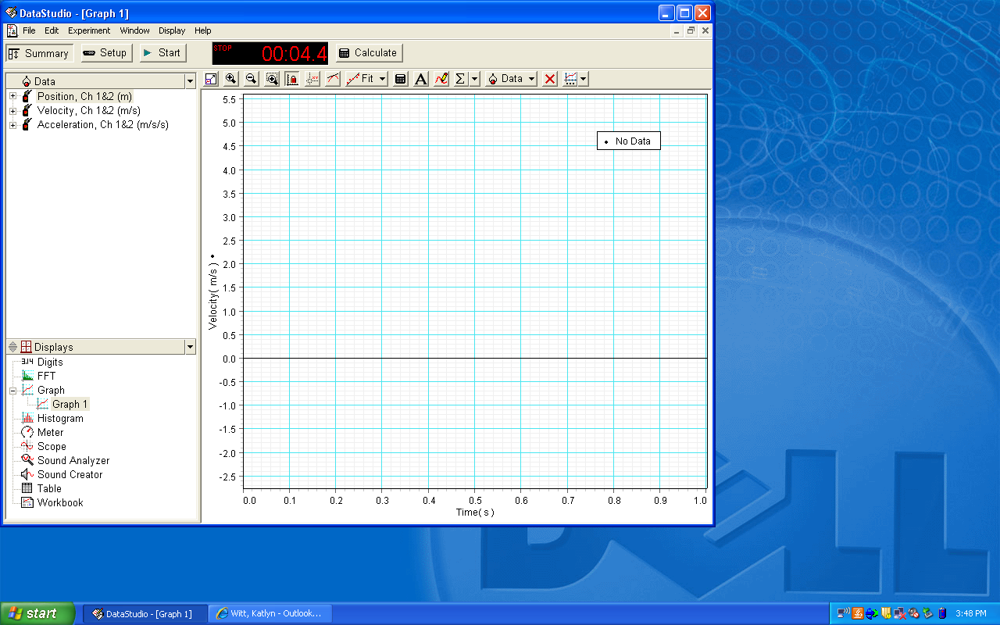 DataStudio - [Graph 1]
File Edit Experiment Window Display Help
Summary Setup Start STOP 00:04.4 Calculate
Data
Position, Ch 1&2 (m)
Velocity, Ch 1&2 (m/s)
Acceleration, Ch 1&2 (m/s/s)
Displays
3.14 Digits
FFT
Graph
Graph 1
Histogram
Meter
Scope
Sound Analyzer
Sound Creator
Table
Workbook
Fit A Σ Data
No Data
5.5
5.0
4.5
4.0
3.5
3.0
2.5
2.0
1.5
1.0
0.5
0.0
-0.5
-1.0
-1.5
-2.0
-2.5
Velocity( m/s )
0.0 0.1 0.2 0.3 0.4 0.5 0.6 0.7 0.8 0.9 1.0
Time( s )
DELL
start DataStudio - [Graph 1] Witt, Katlyn - Outlook... 3:48 PM